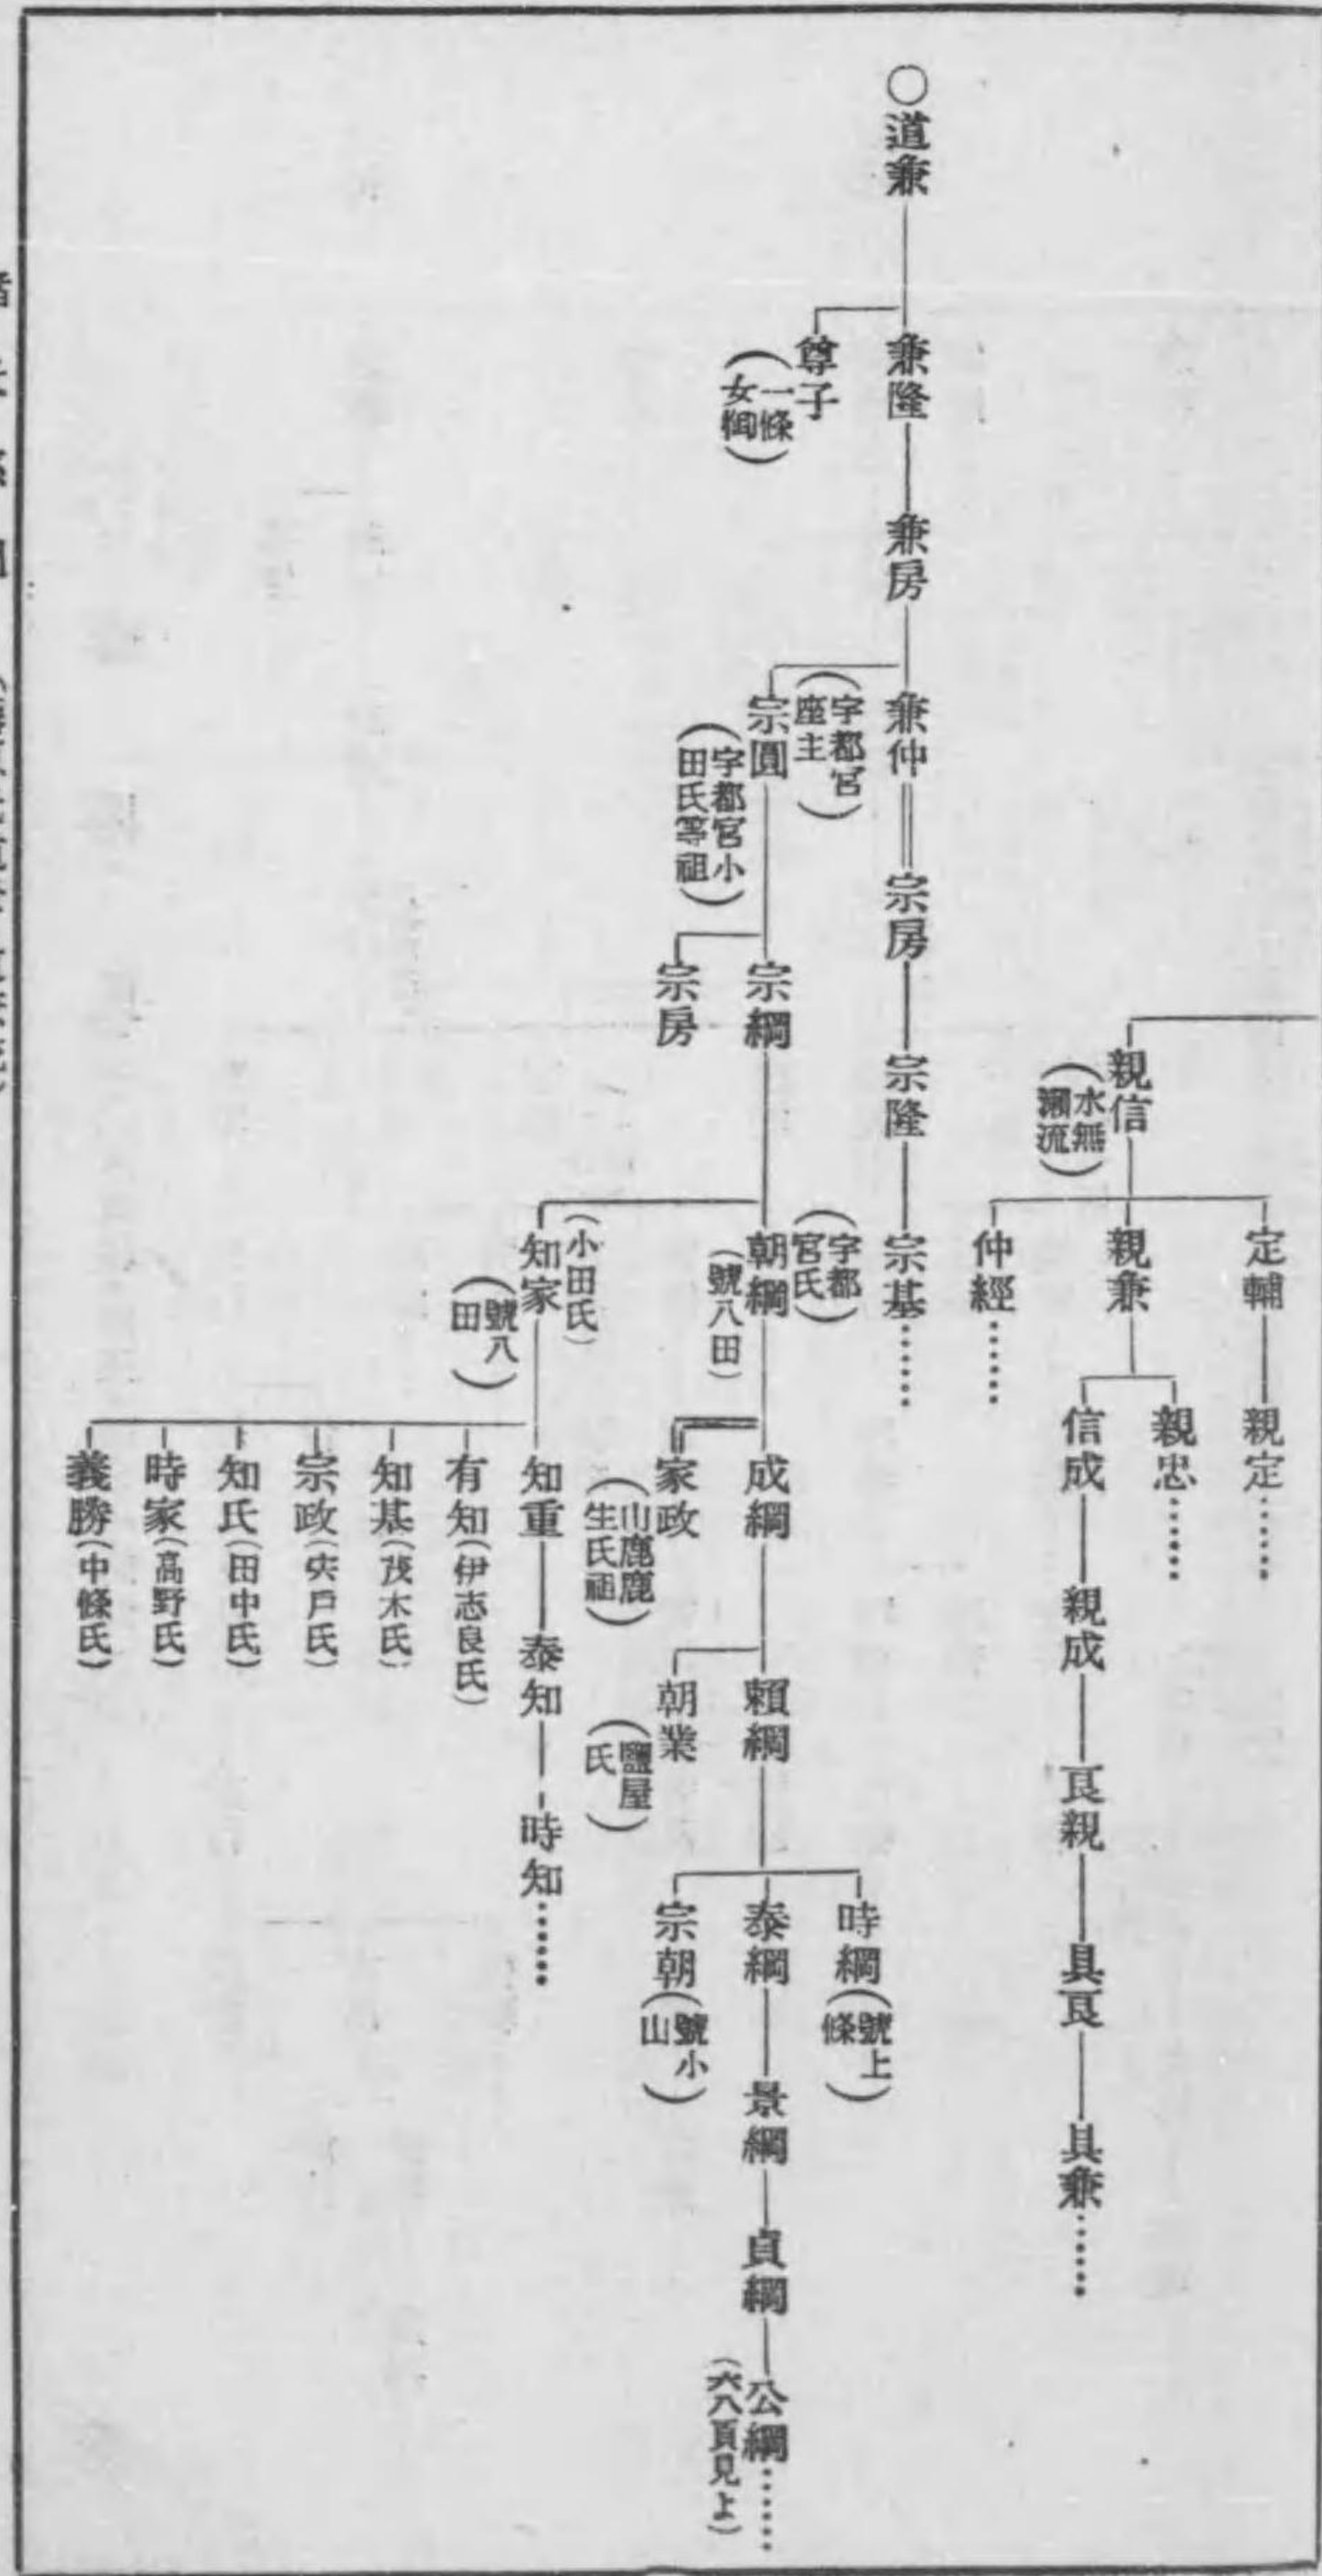 定輔
親定……
親信
(水無
瀨流)
親兼
親忠……
信成
親成
良親
具良
具兼……
仲經……
○道兼
兼隆
兼房
兼仲
宗房
宗隆
宗基……
尊子
(一條
女御)
(宇都宮
座主)
宗圓
(宇都宮小
田氏等祖)
宗綱
宗房
(宇都
宮氏)
朝綱
(號八田)
成綱
賴綱
時綱
(號上
條)
泰綱
景綱
貞綱
公綱……
(六八頁見よ)
宗朝
(號小
山)
朝業
(鹽屋
氏)
家政
(山鹿鹿
生氏祖)
(小田氏)
知家
(號八
田)
知重
泰知
時知……
有知(伊志良氏)
知基(茂木氏)
宗政(宍戶氏)
知氏(田中氏)
時家(高野氏)
義勝(中條氏)